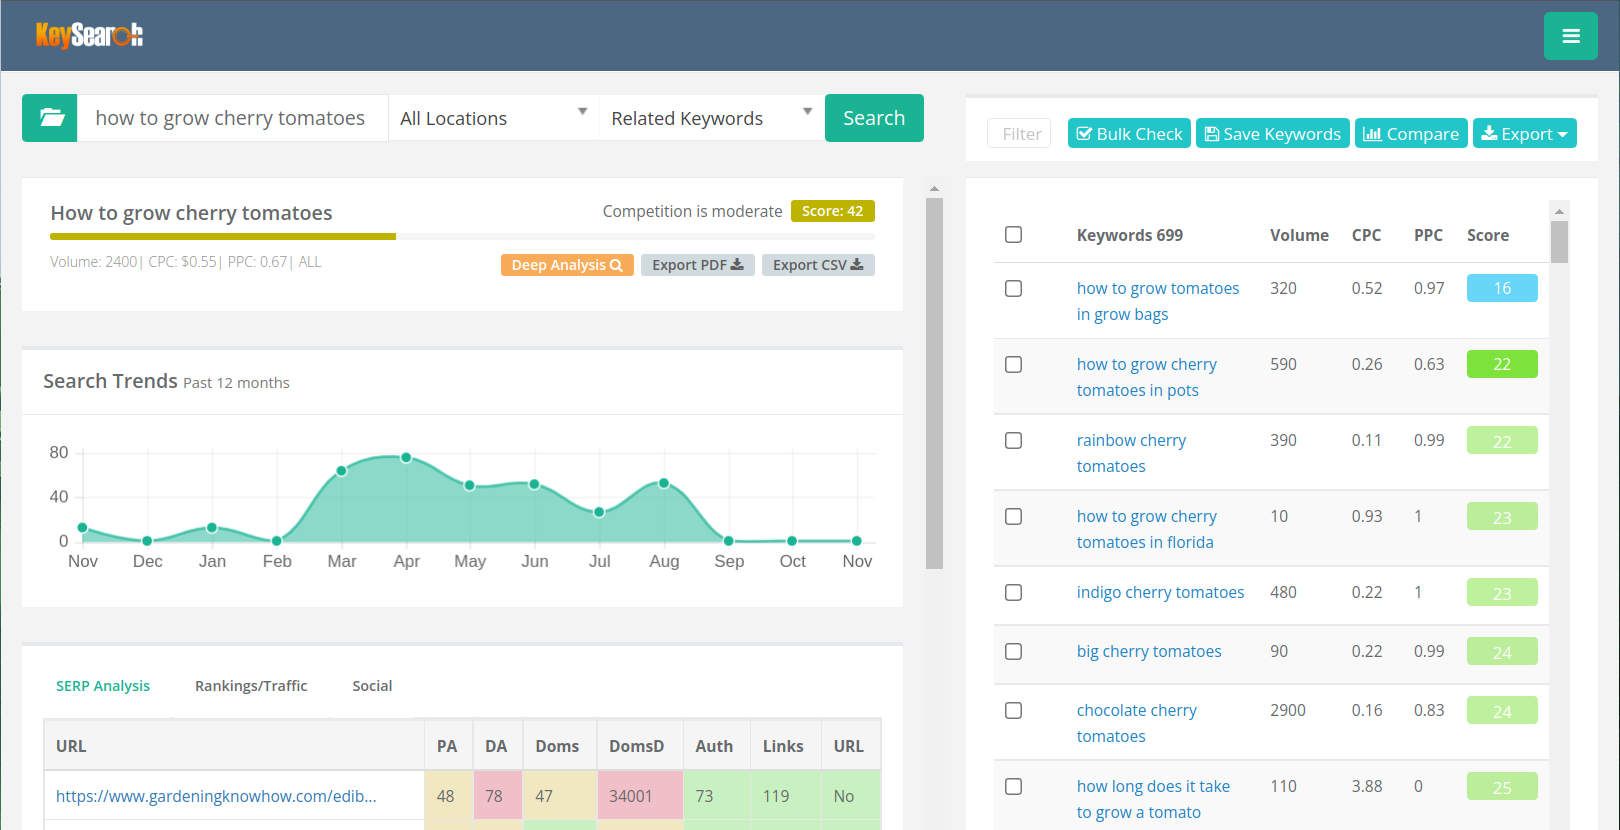 KeySearch
how to grow cherry tomatoes
All Locations
Related Keywords
Search
Filter
Bulk Check
Save Keywords
Compare
Export
How to grow cherry tomatoes
Competition is moderate
Score: 42
Volume: 2400| CPC: $0.55| PPC: 0.67| ALL
Deep Analysis
Export PDF
Export CSV
Search Trends Past 12 months
80
40
0
Nov Dec Jan Feb Mar Apr May Jun Jul Aug Sep Oct Nov
SERP Analysis Rankings/Traffic Social
URL PA DA Doms DomsD Auth Links URL
https://www.gardeningknowhow.com/edib... 48 78 47 34001 73 119 No
Keywords 699 Volume CPC PPC Score
how to grow tomatoes 320 0.52 0.97 16
in grow bags
how to grow cherry 590 0.26 0.63 22
tomatoes in pots
rainbow cherry 390 0.11 0.99 22
tomatoes
how to grow cherry 10 0.93 1 23
tomatoes in florida
indigo cherry tomatoes 480 0.22 1 23
big cherry tomatoes 90 0.22 0.99 24
chocolate cherry 2900 0.16 0.83 24
tomatoes
how long does it take 110 3.88 0 25
to grow a tomato